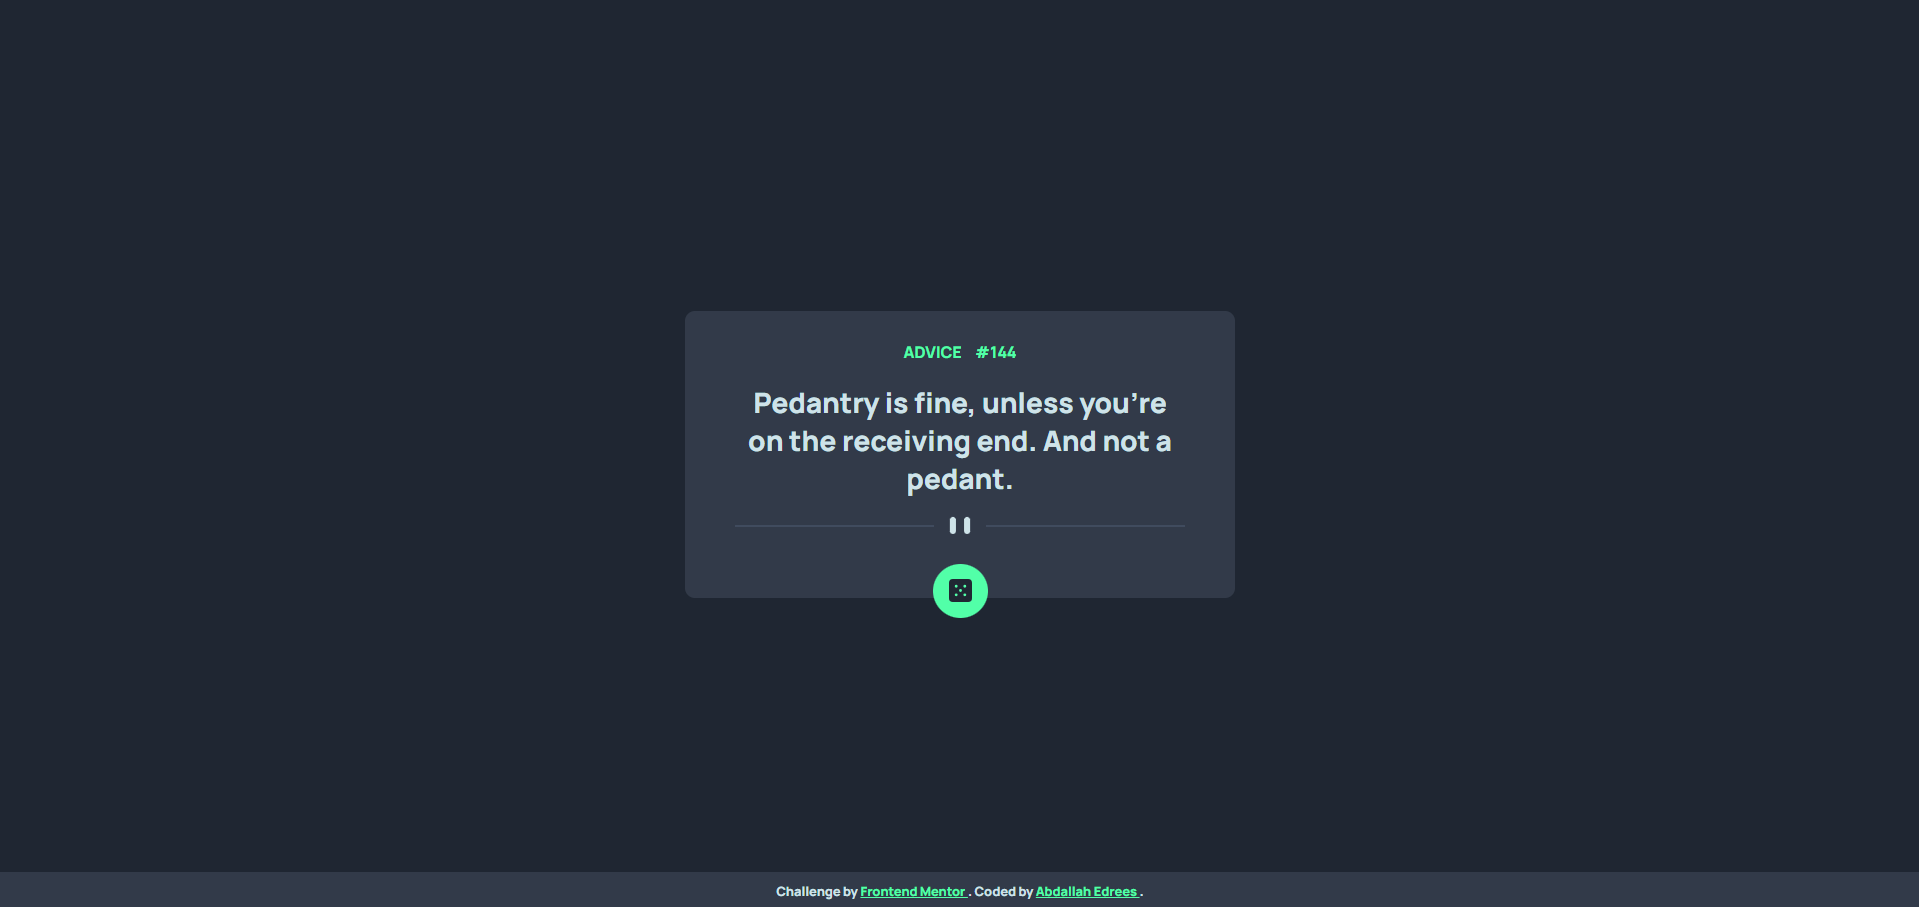 ADVICE #144
Pedantry is fine, unless you're
on the receiving end. And not a
pedant.
Challenge by Frontend Mentor . Coded by Abdallah Edrees .